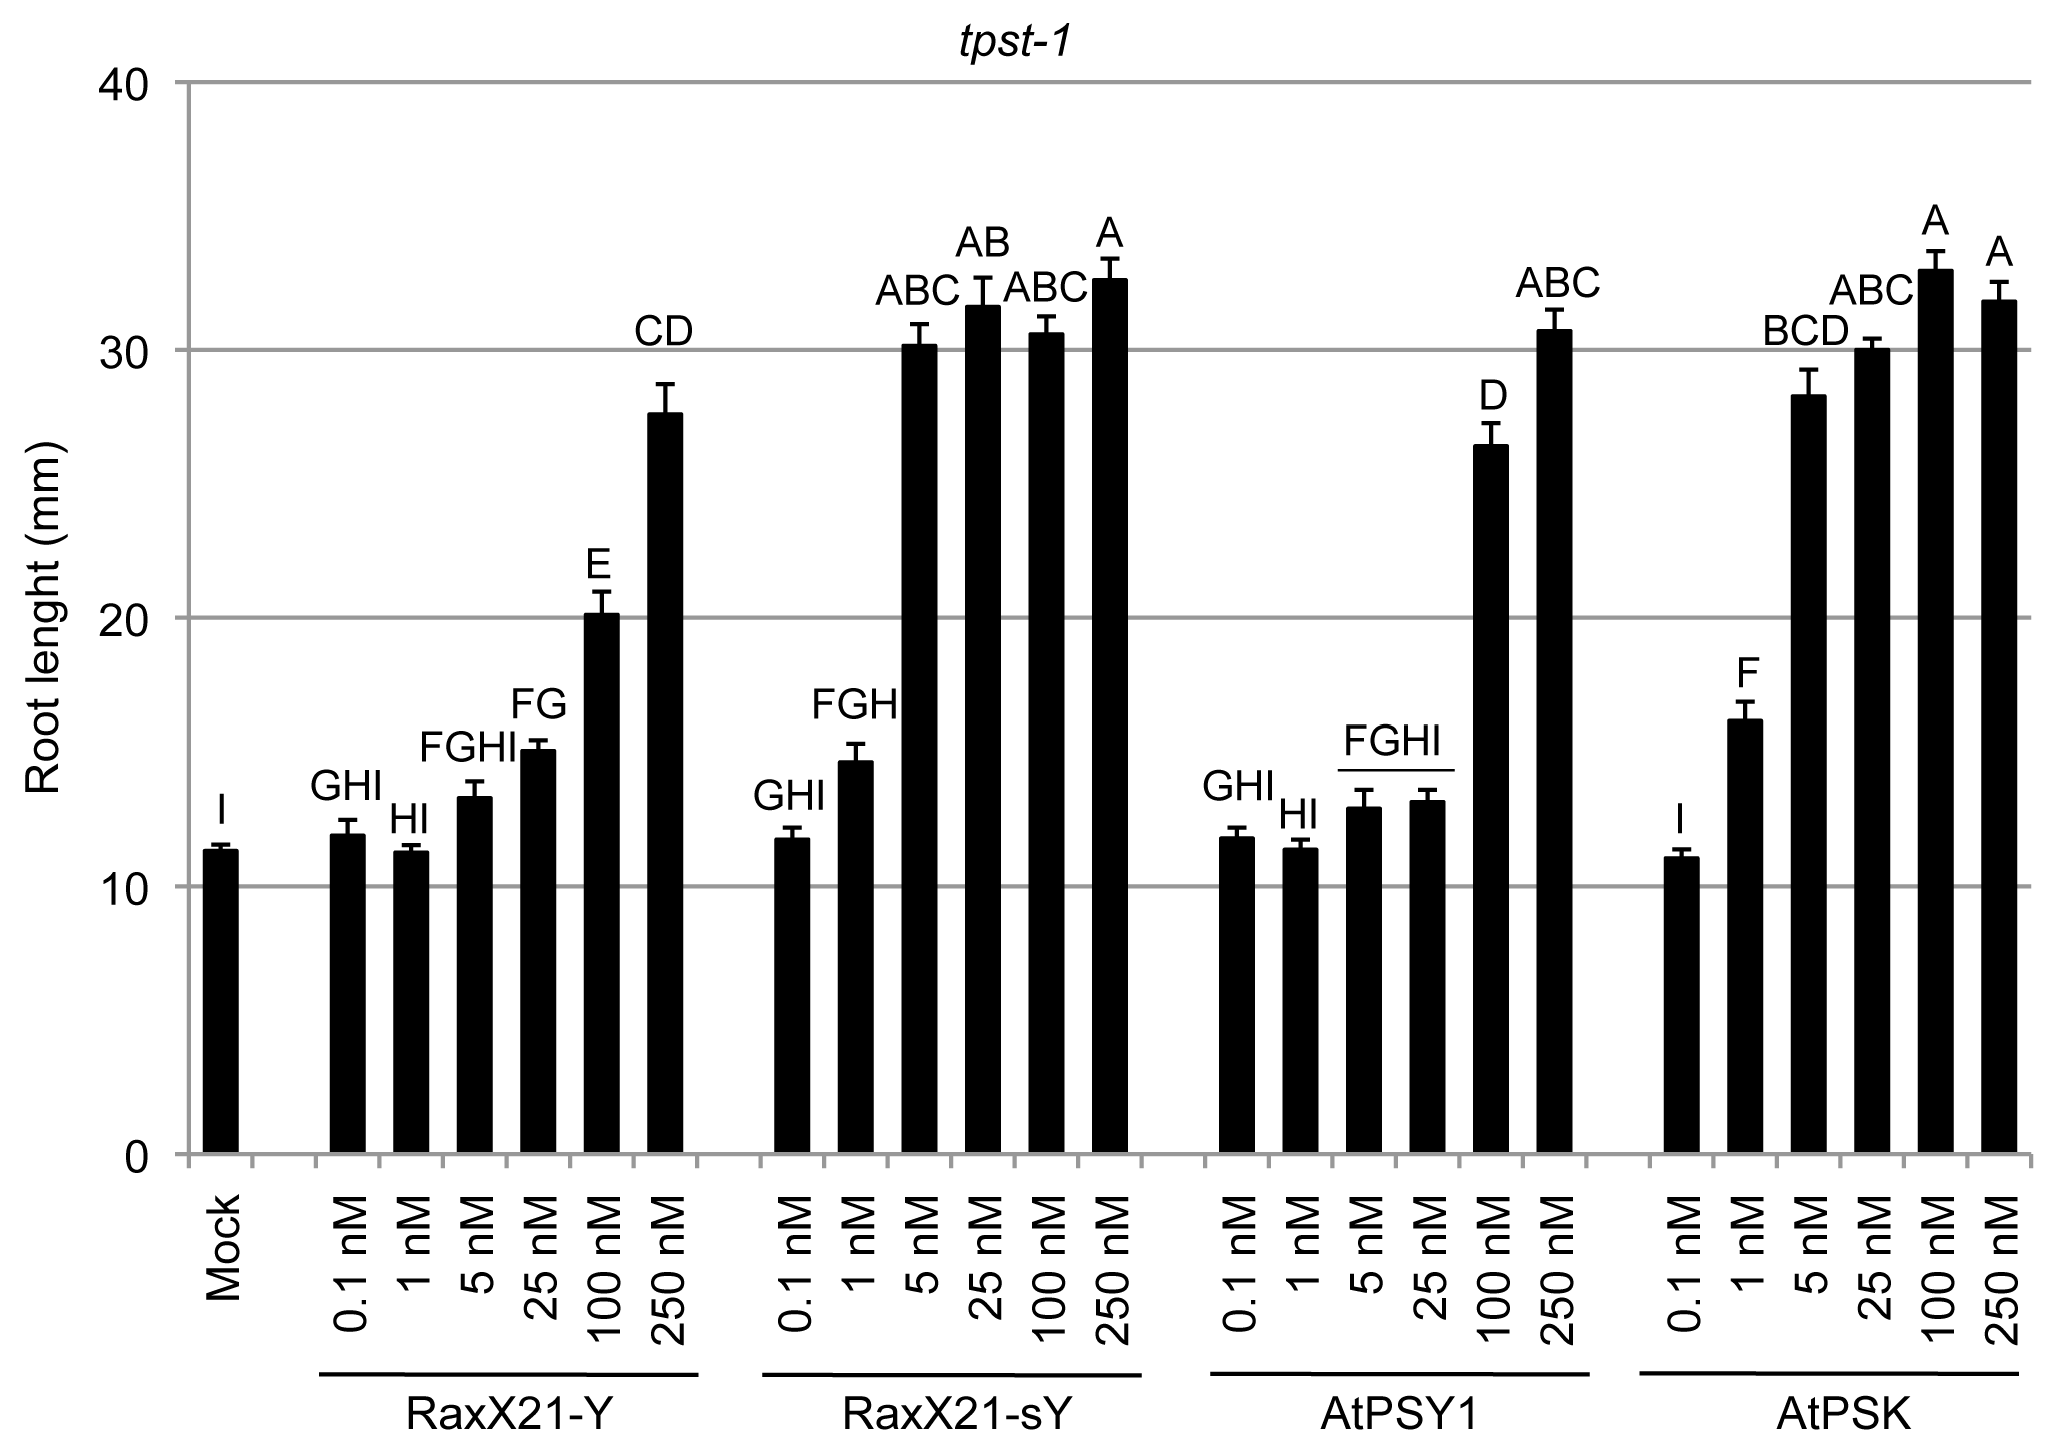 tpst-1
40
30
20
10
0
Root lenght (mm)
I
GHI
HI
FGHI
FG
E
CD
GHI
FGH
ABC
AB
ABC
A
GHI
HI
FGHI
D
ABC
I
F
BCD
ABC
A
A
Mock
0.1 nM
1 nM
5 nM
25 nM
100 nM
250 nM
0.1 nM
1 nM
5 nM
25 nM
100 nM
250 nM
0.1 nM
1 nM
5 nM
25 nM
100 nM
250 nM
0.1 nM
1 nM
5 nM
25 nM
100 nM
250 nM
RaxX21-Y
RaxX21-sY
AtPSY1
AtPSK